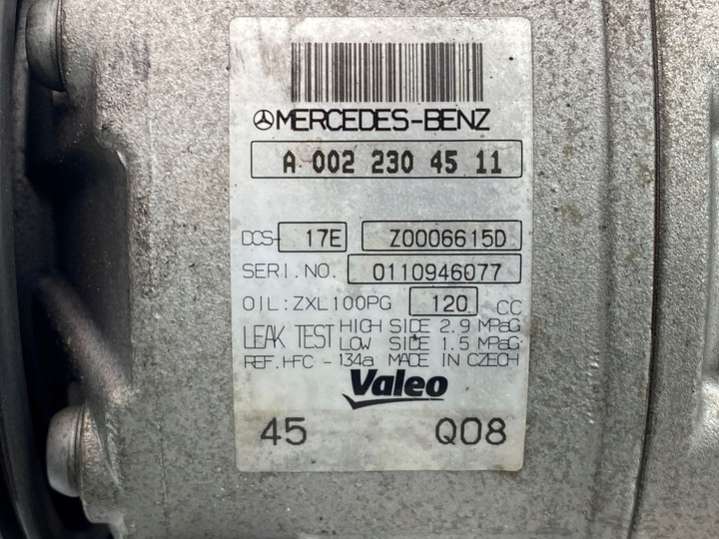 MERCEDES-BENZ
A 002 230 45 11
DCS- 17E Z0006615D
SERI.NO. 0110946077
OIL:ZXL100PG 120 CC
LEAK TEST HIGH SIDE 2.9 MPaG
LOW SIDE 1.5 MPaG
REF.HFC-134a MADE IN CZECH
Valeo
45 Q08